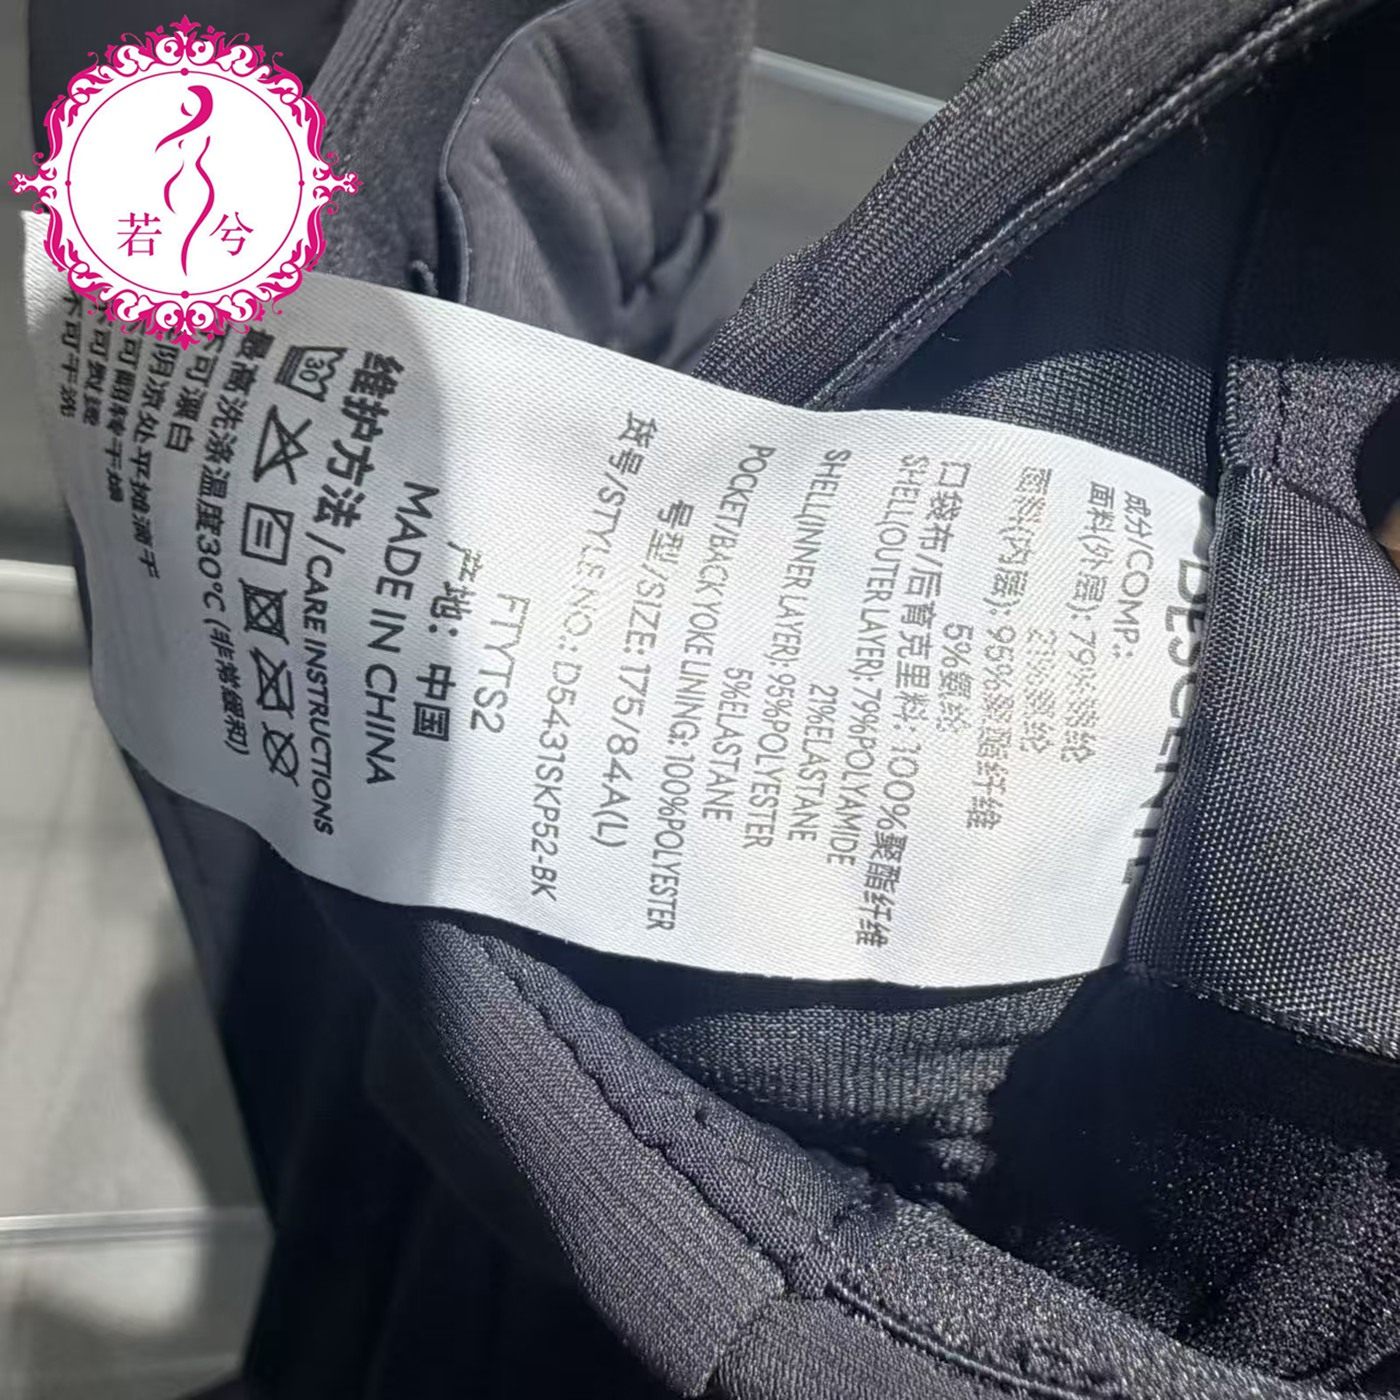 若兮
DESCENTE
成分/COMP.:
面料(外层): 79%锦纶
21%氨纶
面料(内层): 95%聚酯纤维
5%氨纶
口袋布/后育克里料: 100%聚酯纤维
SHELL(OUTER LAYER): 79%POLYAMIDE
21%ELASTANE
SHELL(INNER LAYER): 95%POLYESTER
5%ELASTANE
POCKET/BACK YOKE LINING: 100%POLYESTER
号型/SIZE: 175/84A(L)
货号/STYLE NO.: D5431SKP52-BK
FTYTS2
产地: 中国
MADE IN CHINA
维护方法/CARE INSTRUCTIONS
30
最高洗涤温度30℃(非常缓和)
不可漂白
在阴凉处平摊滴干
不可翻转干燥
不可熨烫
不可干洗